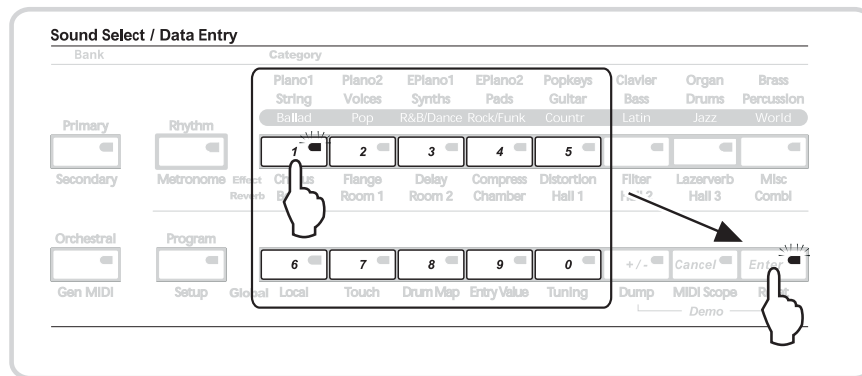 Sound Select / Data Entry
Bank Category
Piano1 Piano2 EPiano1 EPiano2 Popkeys Clavier Organ Brass
String Voices Synths Pads Guitar Bass Drums Percussion
Ballad Pop R&B/Dance Rock/Funk Countr Latin Jazz World
Primary Rhythm
1 2 3 4 5
Secondary Metronome Effect Flange Delay Compress Distortion Filter Lazerverb Misc
Reverb Room 1 Room 2 Chamber Hall 1 Hall 3 Combi
Orchestral Program
6 7 8 9 0 +/- Cancel Enter
Gen MIDI Setup Global Local Touch Drum Map Entry Value Tuning Dump MIDI Scope
Demo